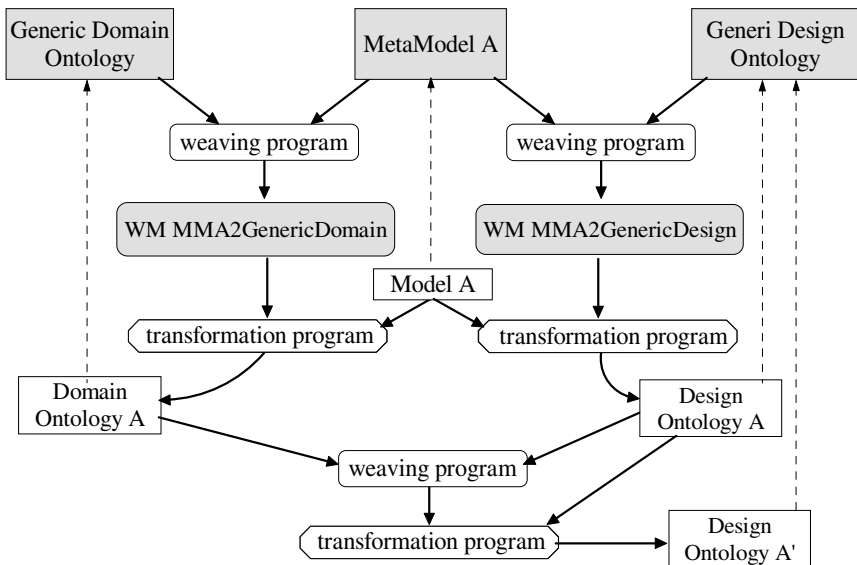 Generic Domain
Ontology
MetaModel A
Generi Design
Ontology
weaving program
weaving program
WM MMA2GenericDomain
WM MMA2GenericDesign
Model A
transformation program
transformation program
Domain
Ontology A
Design
Ontology A
weaving program
transformation program
Design
Ontology A'